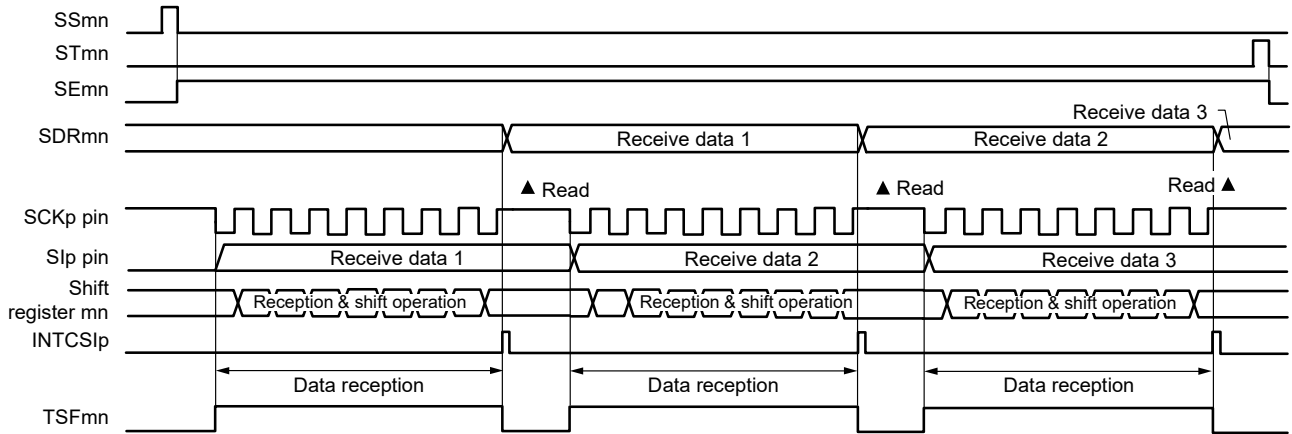 SSmn
STmn
SEmn
Receive data 3
SDRmn
Receive data 1
Receive data 2
▲ Read
▲ Read
Read ▲
SCKp pin
SIp pin
Receive data 1
Receive data 2
Receive data 3
Shift
register mn
Reception & shift operation
Reception & shift operation
Reception & shift operation
INTCSIp
Data reception
Data reception
Data reception
TSFmn